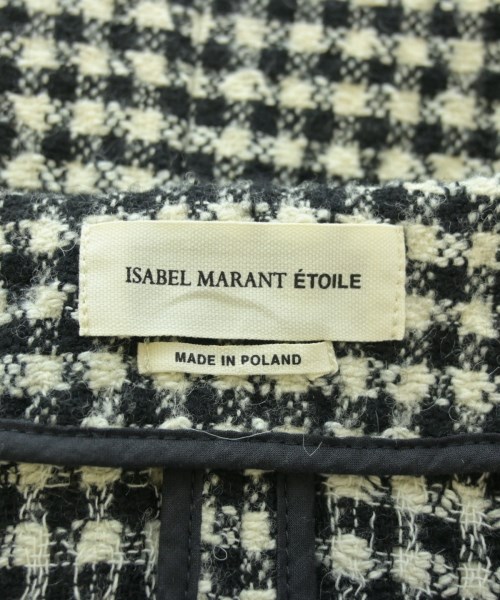 ISABEL MARANT ÉTOILE
MADE IN POLAND